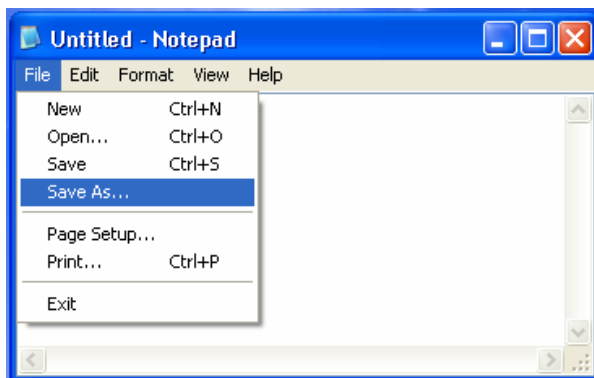 Untitled - Notepad
File Edit Format View Help
New Ctrl+N
Open... Ctrl+O
Save Ctrl+S
Save As...
Page Setup...
Print... Ctrl+P
Exit